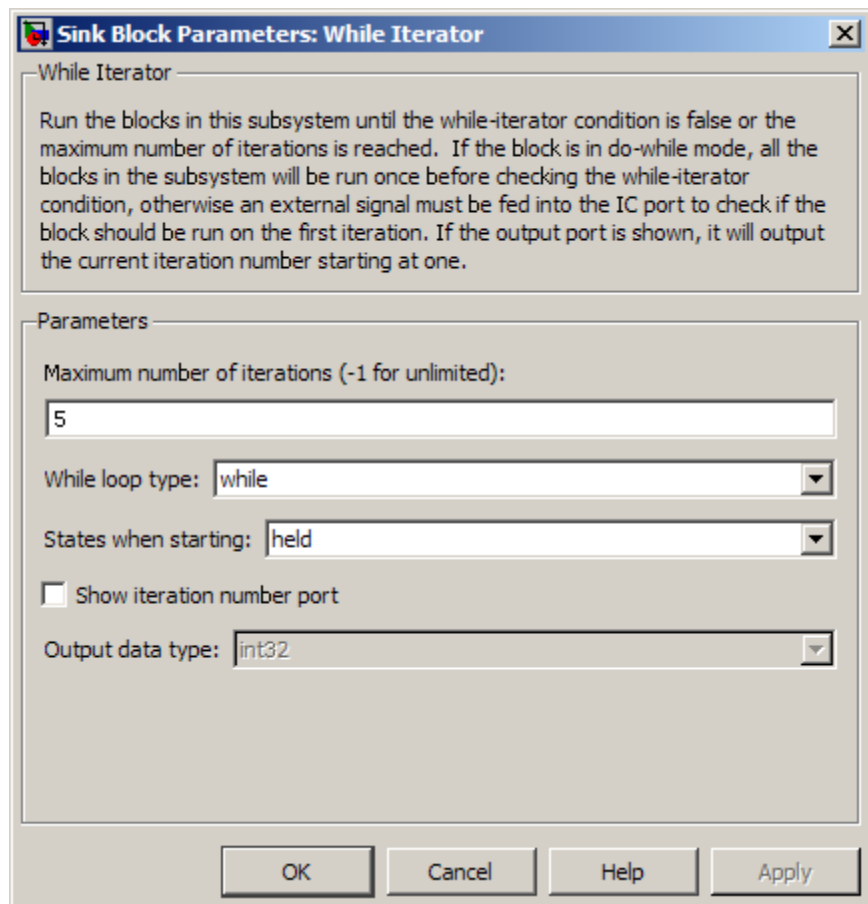 Sink Block Parameters: While Iterator
While Iterator
Run the blocks in this subsystem until the while-iterator condition is false or the
maximum number of iterations is reached.  If the block is in do-while mode, all the
blocks in the subsystem will be run once before checking the while-iterator
condition, otherwise an external signal must be fed into the IC port to check if the
block should be run on the first iteration. If the output port is shown, it will output
the current iteration number starting at one.
Parameters
Maximum number of iterations (-1 for unlimited):
5
While loop type: while
States when starting: held
Show iteration number port
Output data type: int32
OK Cancel Help Apply